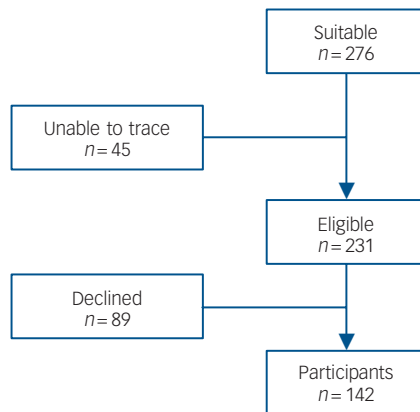 Suitable
n=276
Unable to trace
n=45
Eligible
n=231
Declined
n=89
Participants
n=142